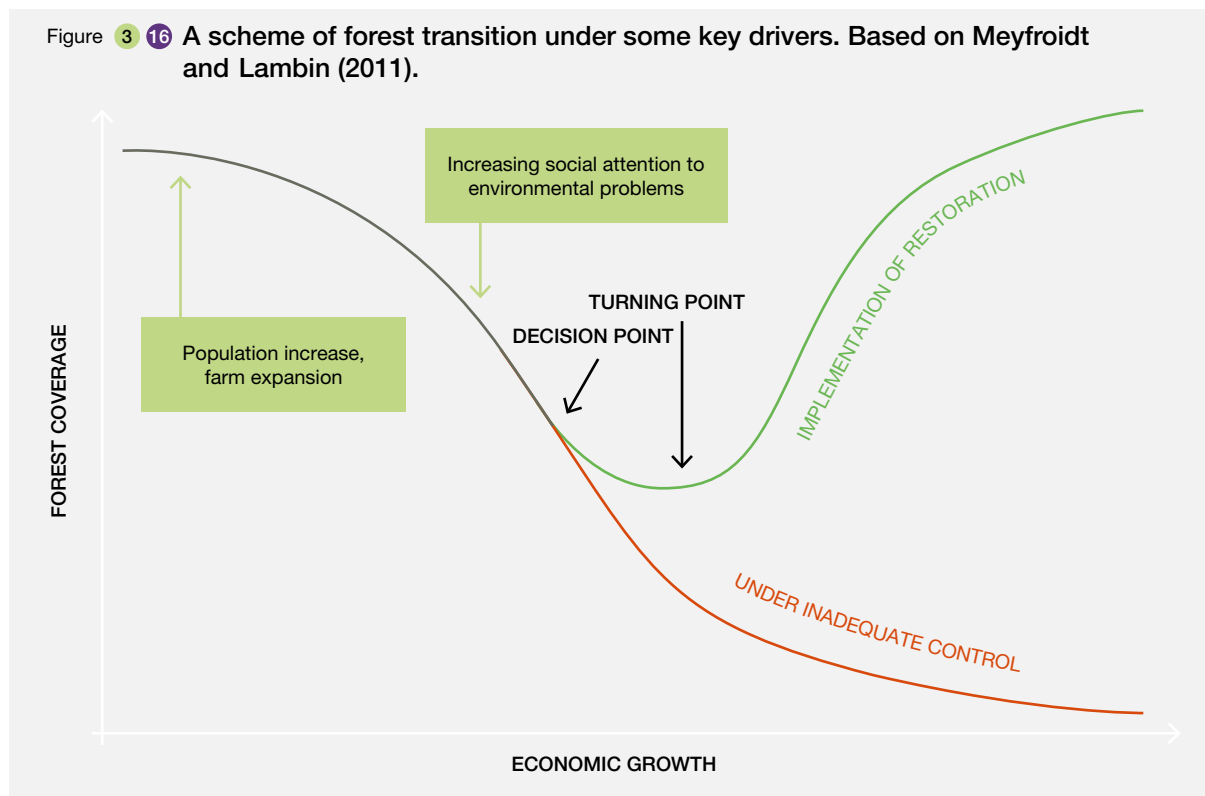 Figure 3 16 A scheme of forest transition under some key drivers. Based on Meyfroidt
and Lambin (2011).
Increasing social attention to
environmental problems
TURNING POINT
DECISION POINT
Population increase,
farm expansion
FOREST COVERAGE
IMPLEMENTATION OF RESTORATION
UNDER INADEQUATE CONTROL
ECONOMIC GROWTH